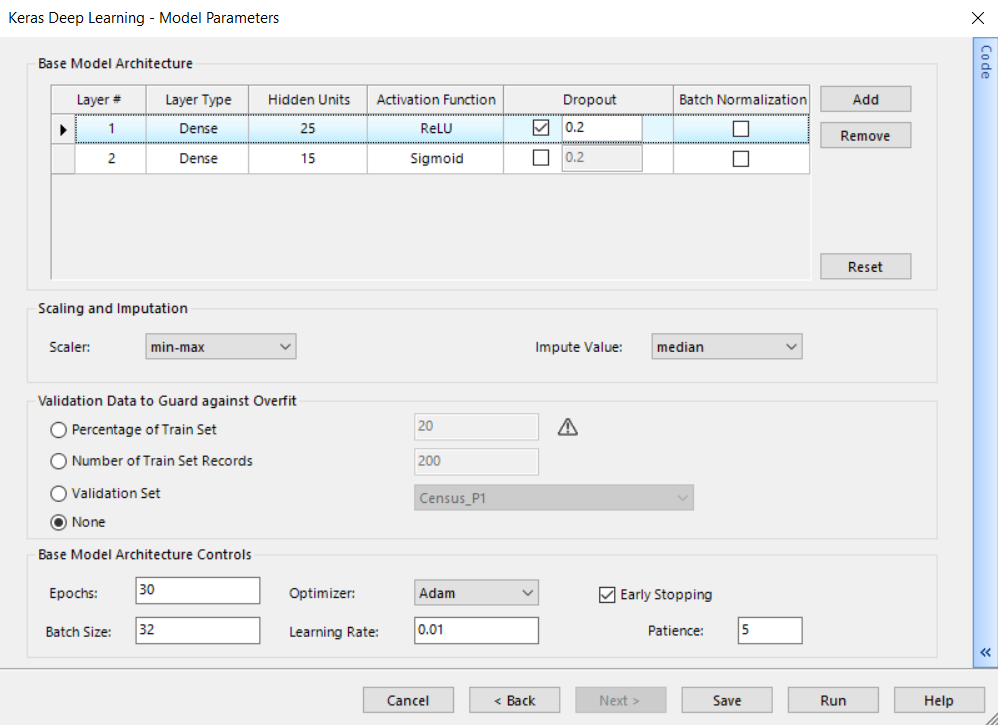 Keras Deep Learning - Model Parameters
Code
Base Model Architecture
Layer # Layer Type Hidden Units Activation Function Dropout Batch Normalization Add
1 Dense 25 ReLU 0.2
Remove
2 Dense 15 Sigmoid 0.2
Reset
Scaling and Imputation
Scaler: min-max Impute Value: median
Validation Data to Guard against Overfit
Percentage of Train Set 20
Number of Train Set Records 200
Validation Set Census_P1
None
Base Model Architecture Controls
Epochs: 30 Optimizer: Adam Early Stopping
Batch Size: 32 Learning Rate: 0.01 Patience: 5
Cancel < Back Next > Save Run Help